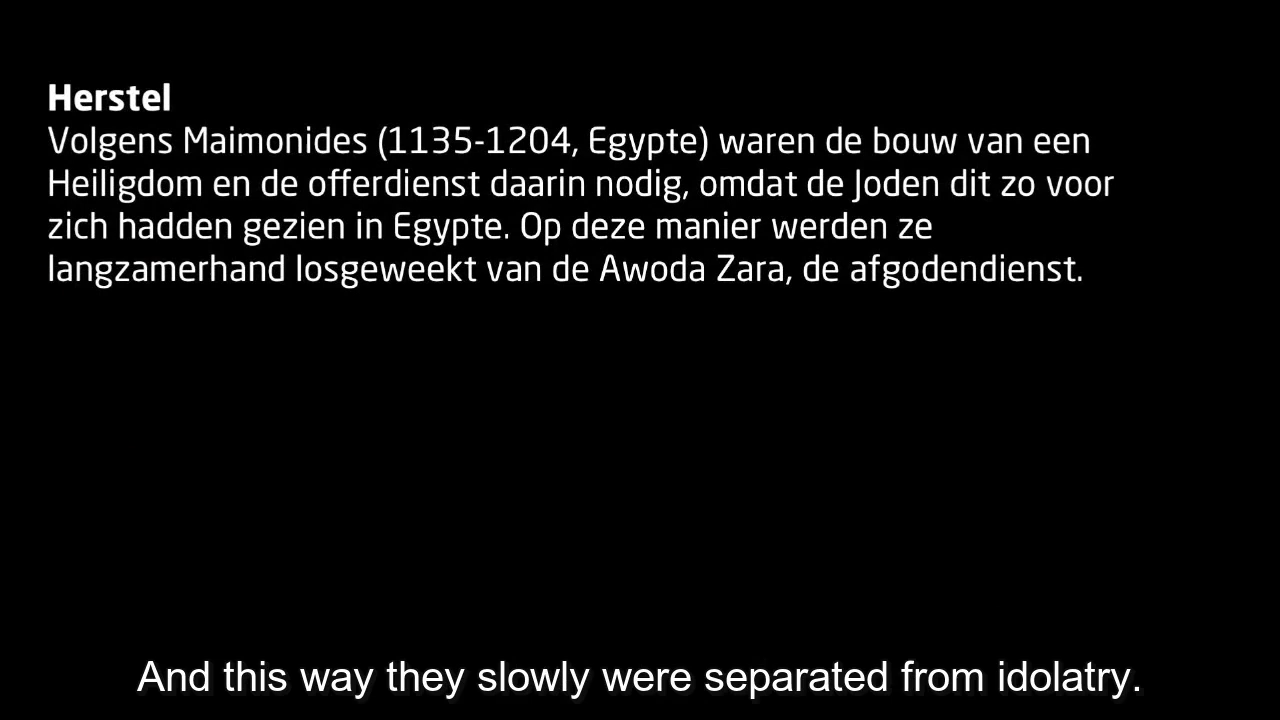 Herstel
Volgens Maimonides (1135-1204, Egypte) waren de bouw van een
Heiligdom en de offerdienst daarin nodig, omdat de Joden dit zo voor
zich hadden gezien in Egypte. Op deze manier werden ze
langzamerhand losgeweekt van de Awoda Zara, de afgodendienst.
And this way they slowly were separated from idolatry.